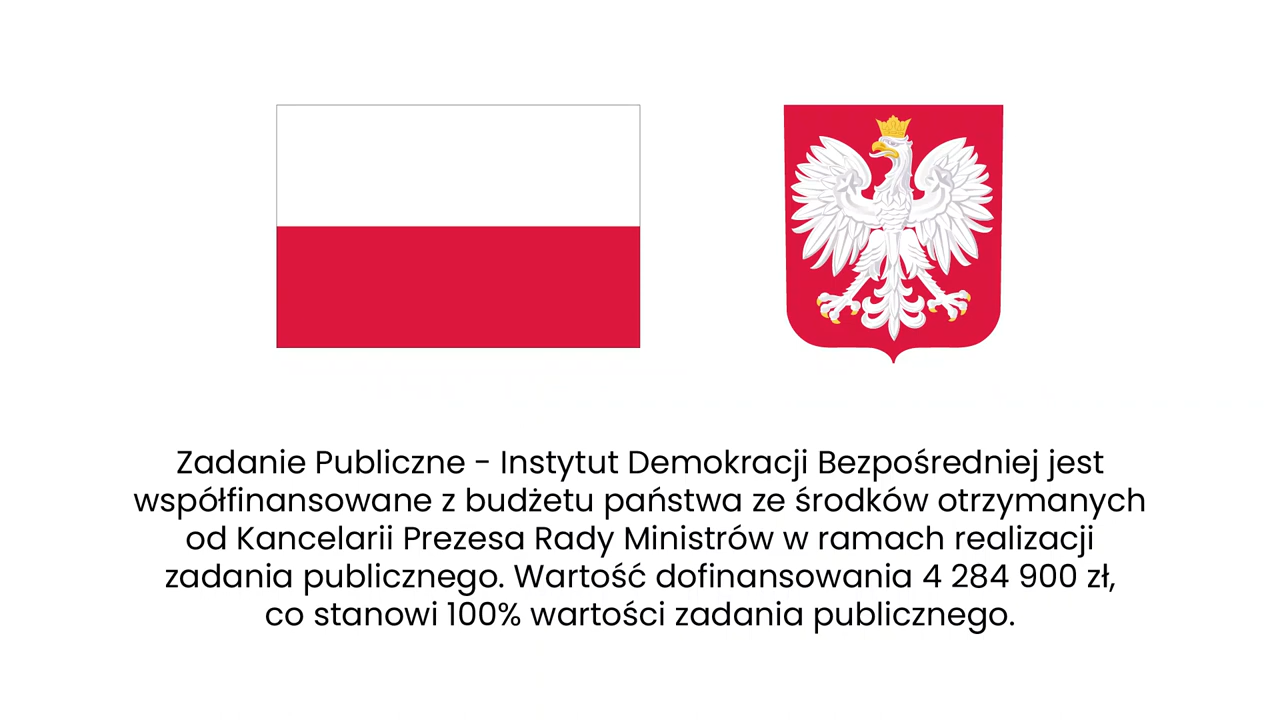 Zadanie Publiczne - Instytut Demokracji Bezpośredniej jest
współfinansowane z budżetu państwa ze środków otrzymanych
od Kancelarii Prezesa Rady Ministrów w ramach realizacji
zadania publicznego. Wartość dofinansowania 4 284 900 zł,
co stanowi 100% wartości zadania publicznego.